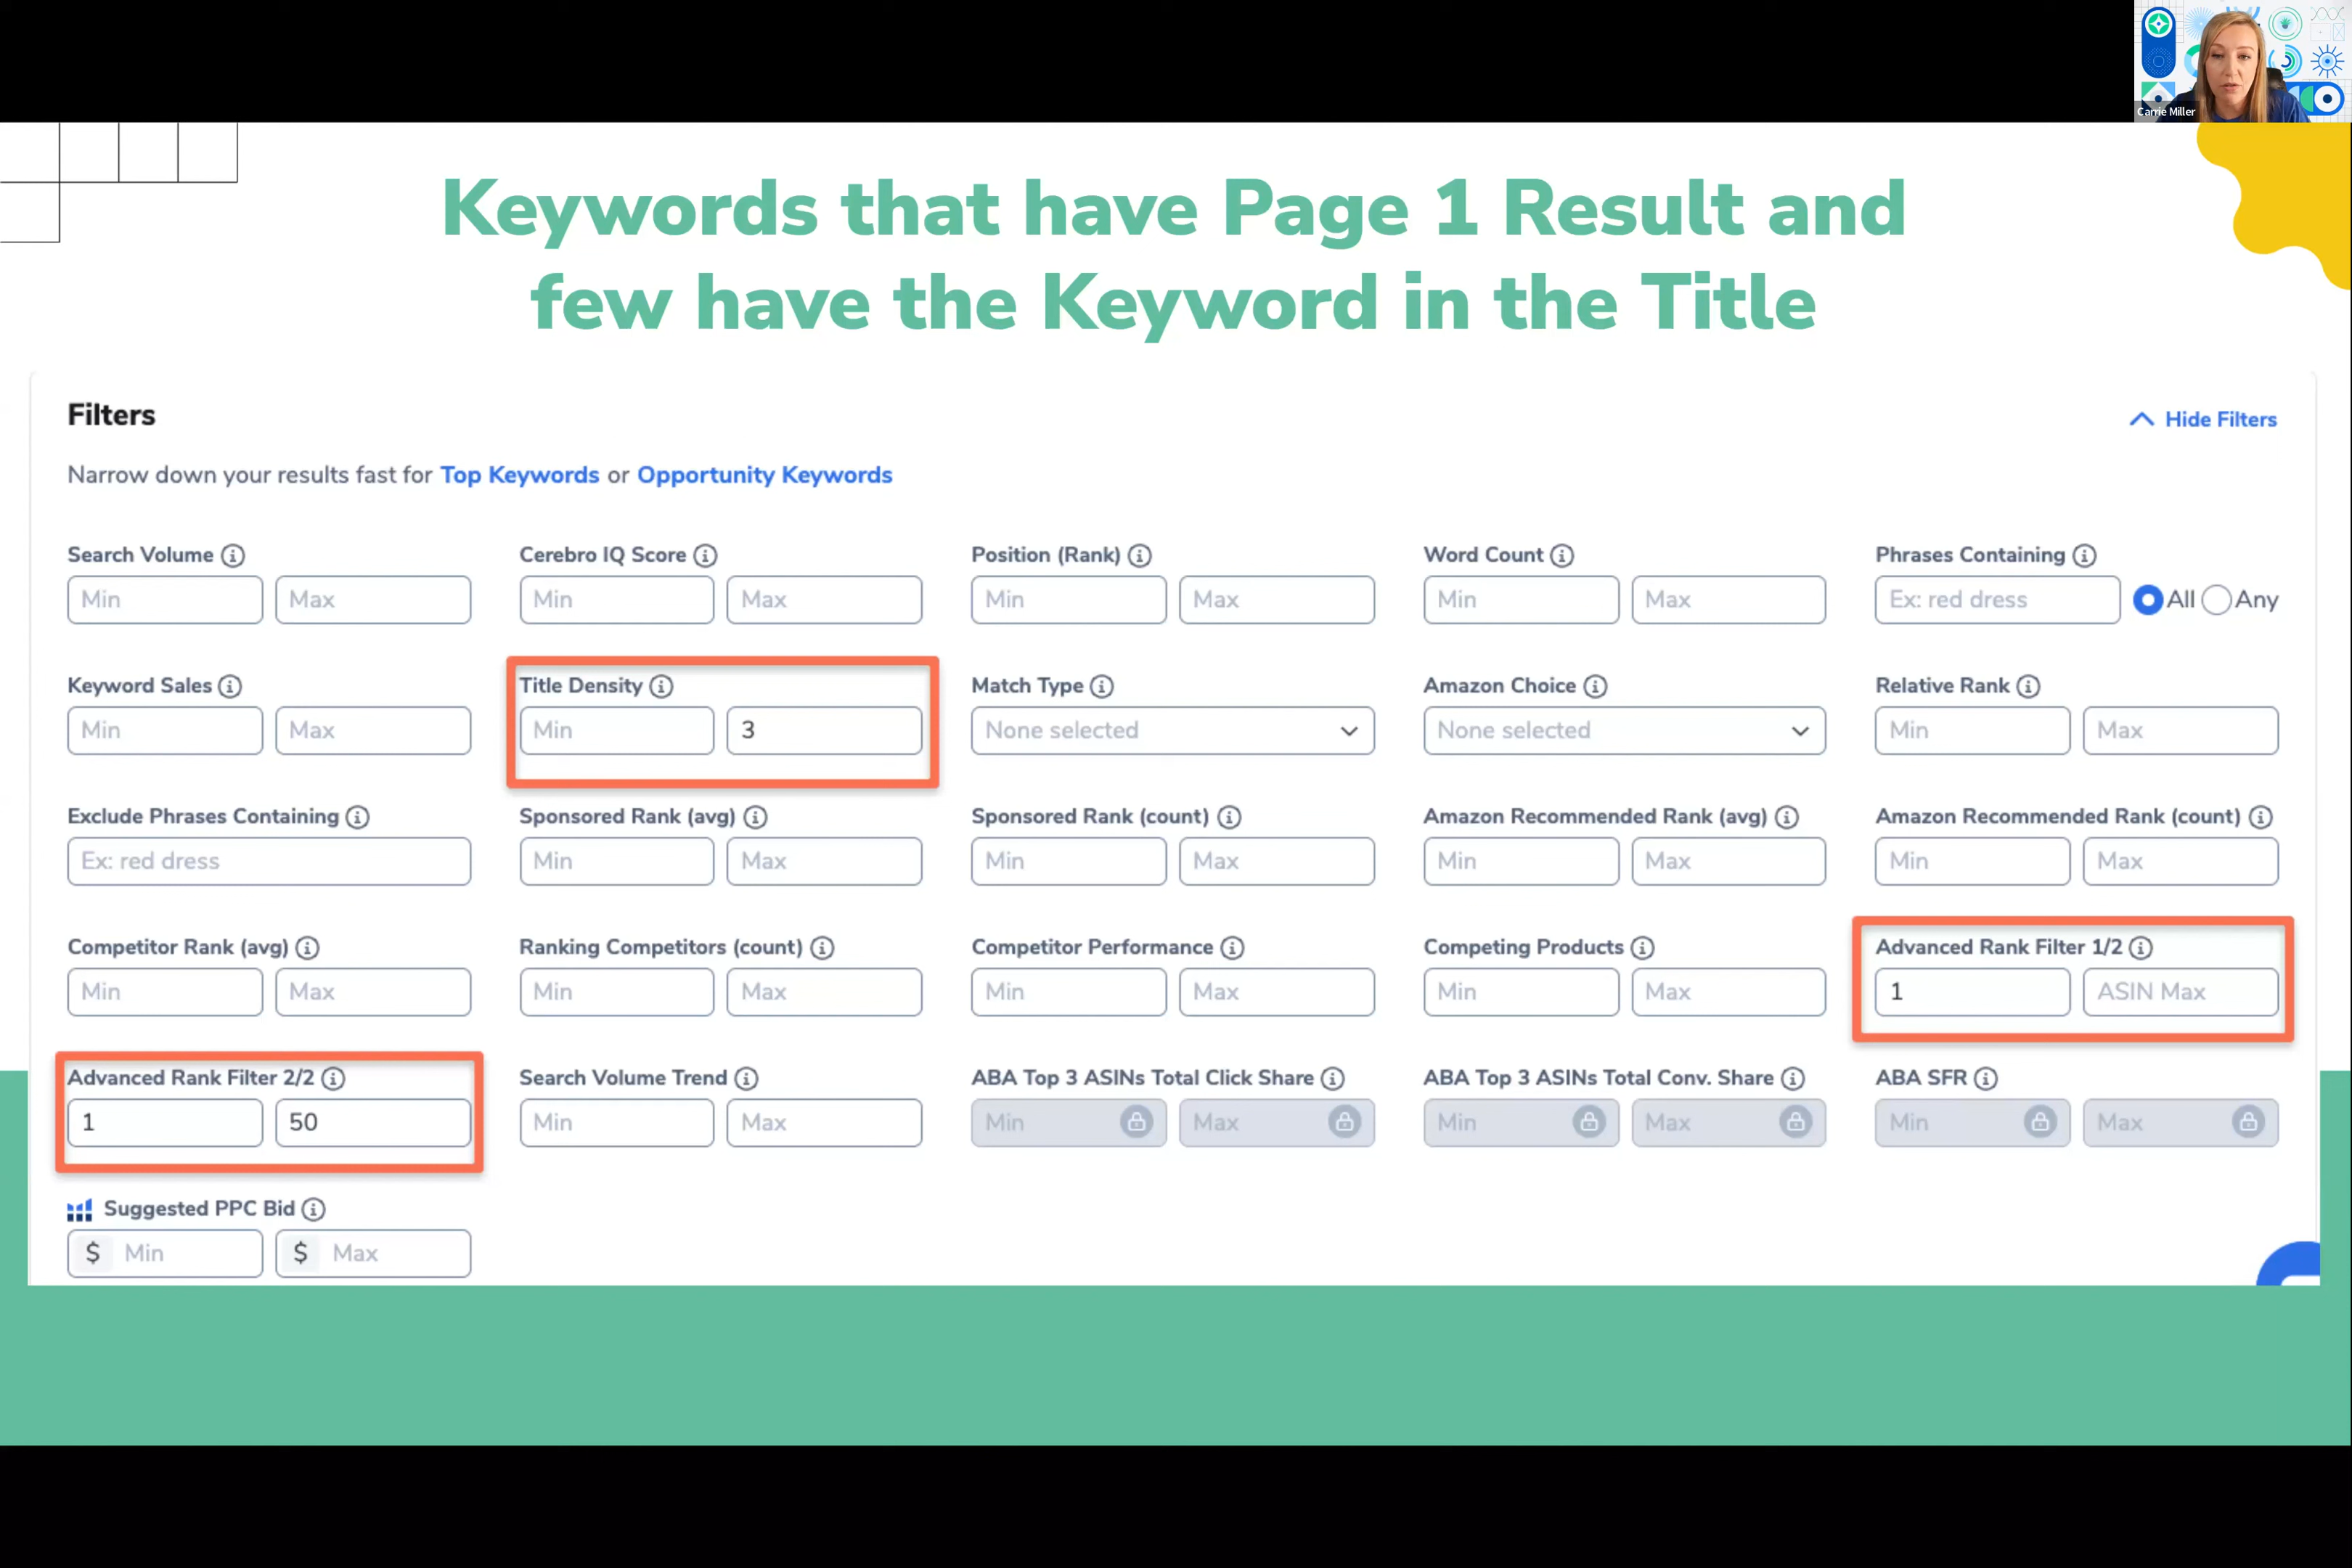 Carrie Miller
Keywords that have Page 1 Result and
few have the Keyword in the Title
Filters
Hide Filters
Narrow down your results fast for Top Keywords or Opportunity Keywords
Search Volume
Cerebro IQ Score
Position (Rank)
Word Count
Phrases Containing
Min Max
Min Max
Min Max
Min Max
Ex: red dress All Any
Keyword Sales
Title Density
Match Type
Amazon Choice
Relative Rank
Min Max
Min 3
None selected
None selected
Min Max
Exclude Phrases Containing
Sponsored Rank (avg)
Sponsored Rank (count)
Amazon Recommended Rank (avg)
Amazon Recommended Rank (count)
Ex: red dress
Min Max
Min Max
Min Max
Min Max
Competitor Rank (avg)
Ranking Competitors (count)
Competitor Performance
Competing Products
Advanced Rank Filter 1/2
Min Max
Min Max
Min Max
Min Max
1 ASIN Max
Advanced Rank Filter 2/2
Search Volume Trend
ABA Top 3 ASINs Total Click Share
ABA Top 3 ASINs Total Conv. Share
ABA SFR
1 50
Min Max
Min Max
Min Max
Min Max
Suggested PPC Bid
$ Min $ Max